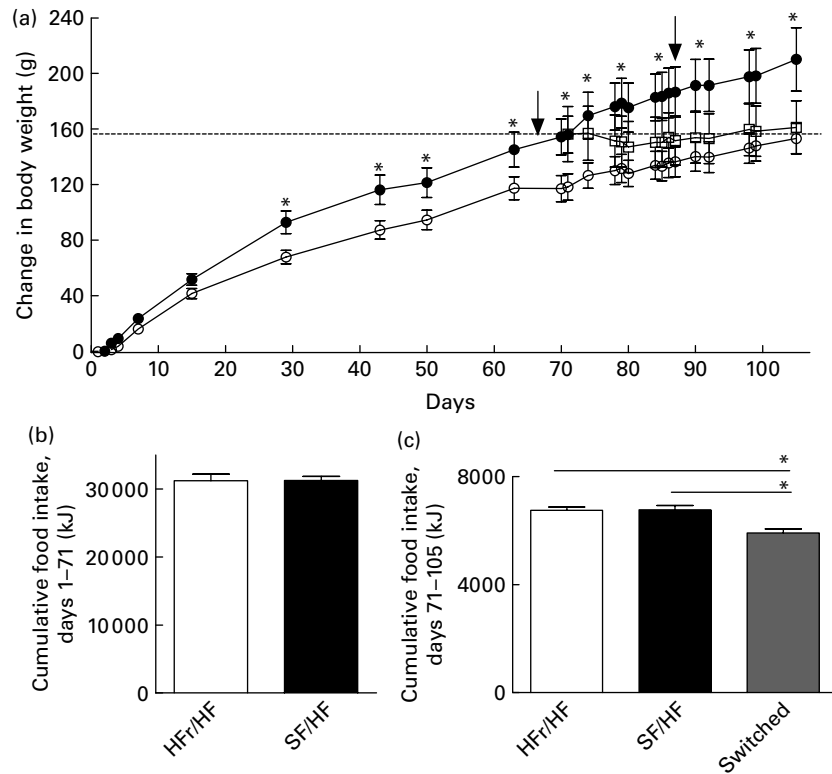 (a)
240
200
160
120
80
40
0
Change in body weight (g)
* * * * * * * * * *
0 10 20 30 40 50 60 70 80 90 100
Days
(b)
30 000
20 000
10 000
0
Cumulative food intake,
days 1–71 (kJ)
HFr/HF
SF/HF
(c)
8000
4000
0
Cumulative food intake,
days 71–105 (kJ)
*
*
HFr/HF
SF/HF
Switched